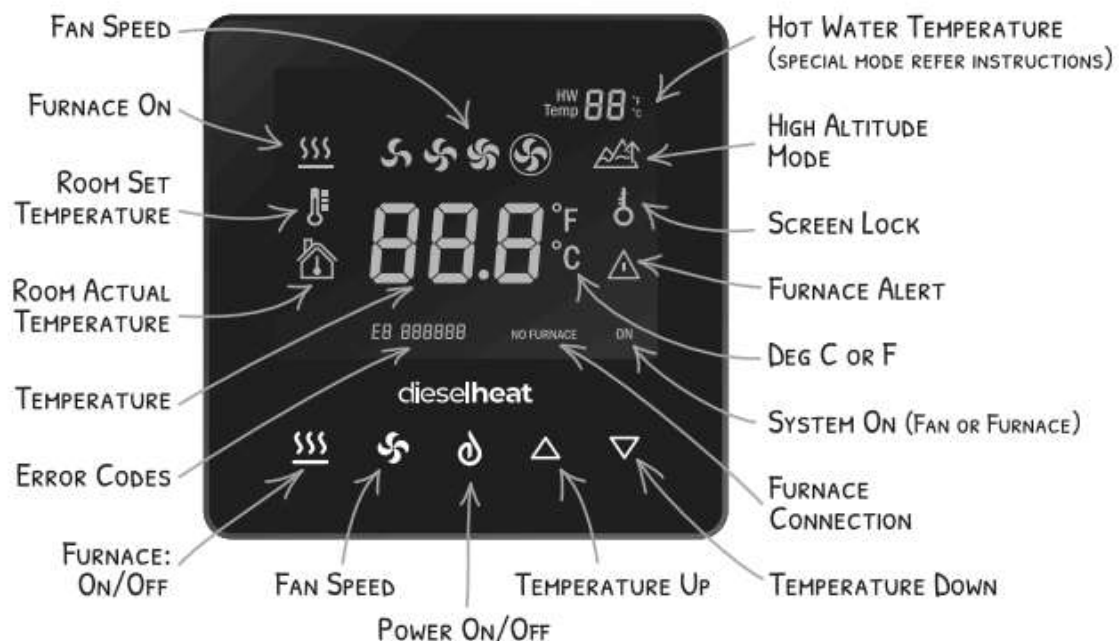 FAN SPEED
HOT WATER TEMPERATURE
(SPECIAL MODE REFER INSTRUCTIONS)
FURNACE ON
HW
Temp 88 °F
°C
HIGH ALTITUDE
MODE
ROOM SET
TEMPERATURE
88.8 °F
°C
SCREEN LOCK
ROOM ACTUAL
TEMPERATURE
FURNACE ALERT
E8 888888
NO FURNACE
ON
DEG C OR F
TEMPERATURE
dieselheat
SYSTEM ON (FAN OR FURNACE)
ERROR CODES
FURNACE
CONNECTION
FURNACE:
ON/OFF
FAN SPEED
TEMPERATURE UP
TEMPERATURE DOWN
POWER ON/OFF